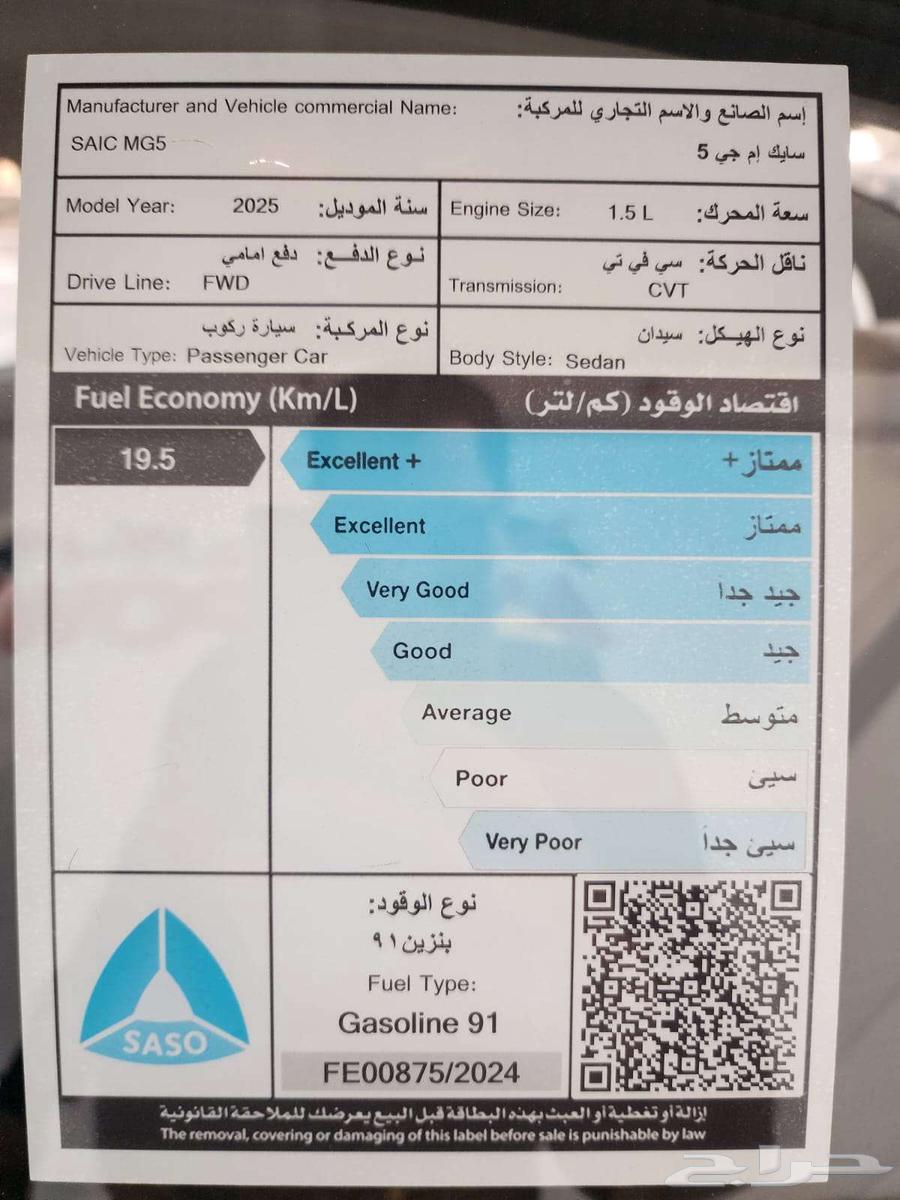 Manufacturer and Vehicle commercial Name: إسم الصانع والاسم التجاري للمركبة:
SAIC MG5 سايك إم جي 5
Model Year: 2025 سنة الموديل:
Engine Size: 1.5 L سعة المحرك:
نوع الدفع: دفع امامي
Drive Line: FWD
ناقل الحركة: سي في تي
Transmission: CVT
نوع المركبة: سيارة ركوب
Vehicle Type: Passenger Car
نوع الهيكل: سيدان
Body Style: Sedan
Fuel Economy (Km/L) اقتصاد الوقود (كم/لتر)
19.5
Excellent + ممتاز+
Excellent ممتاز
Very Good جيد جدا
Good جيد
Average متوسط
Poor سيئ
Very Poor سيئ جداً
SASO
نوع الوقود:
بنزين ٩١
Fuel Type:
Gasoline 91
FE00875/2024
إزالة أو تغطية أو العبث بهذه البطاقة قبل البيع يعرضك للملاحقة القانونية
The removal, covering or damaging of this label before sale is punishable by law
حراج